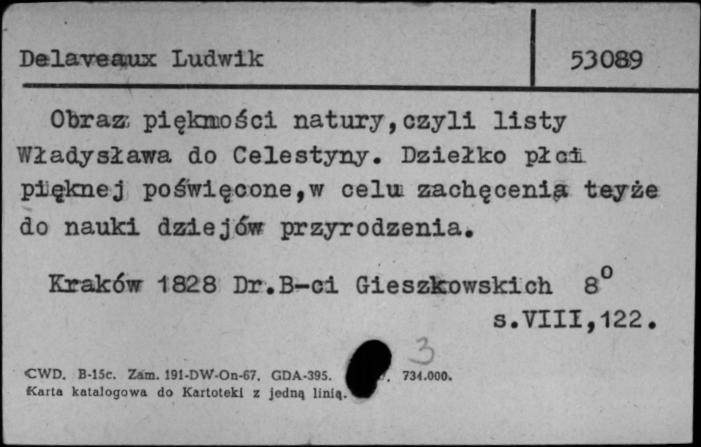 Delaveaux Ludwik 53089
Obraz piękności natury,czyli listy
Władysława do Celestyny. Dziełko płci
pięknej poświęcone,w celu zachęcenia teyże
do nauki dziejów przyrodzenia.
Kraków 1828 Dr.B-ci Gieszkowskich 8°
s.VIII,122.
3
CWD. B-15c. Zam. 191-DW-On-67. GDA-395. 734.000.
Karta katalogowa do Kartoteki z jedną linią.